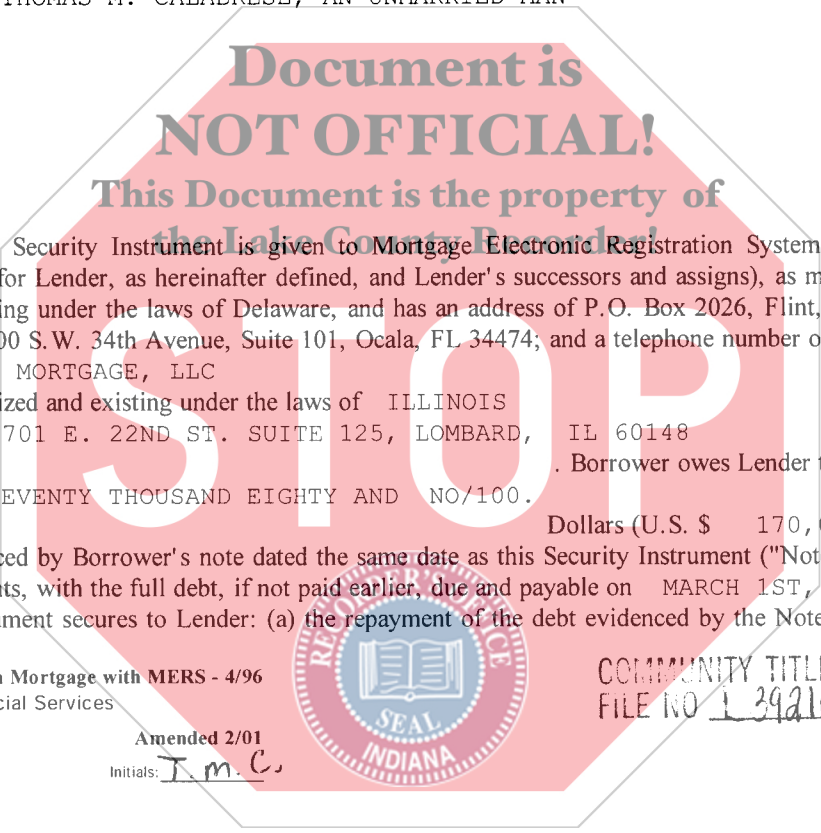 THOMAS M. CALABRESE, AN UNMARRIED MAN
Document is
NOT OFFICIAL!
This Document is the property of
the Lake County Recorder!
Security Instrument is given to Mortgage Electronic Registration System
for Lender, as hereinafter defined, and Lender's successors and assigns), as m
ing under the laws of Delaware, and has an address of P.O. Box 2026, Flint,
00 S.W. 34th Avenue, Suite 101, Ocala, FL 34474; and a telephone number o
MORTGAGE, LLC
ized and existing under the laws of ILLINOIS
701 E. 22ND ST. SUITE 125, LOMBARD, IL 60148
. Borrower owes Lender t
EVENTY THOUSAND EIGHTY AND NO/100.
Dollars (U.S. $ 170,
ced by Borrower's note dated the same date as this Security Instrument ("Not
nts, with the full debt, if not paid earlier, due and payable on MARCH 1ST,
ument secures to Lender: (a) the repayment of the debt evidenced by the Note
STOP
RECORDER'S OFFICE
SEAL
INDIANA
n Mortgage with MERS - 4/96
cial Services
Amended 2/01
Initials: T.M.C.
COMMUNITY TITL
FILE NO L 3921